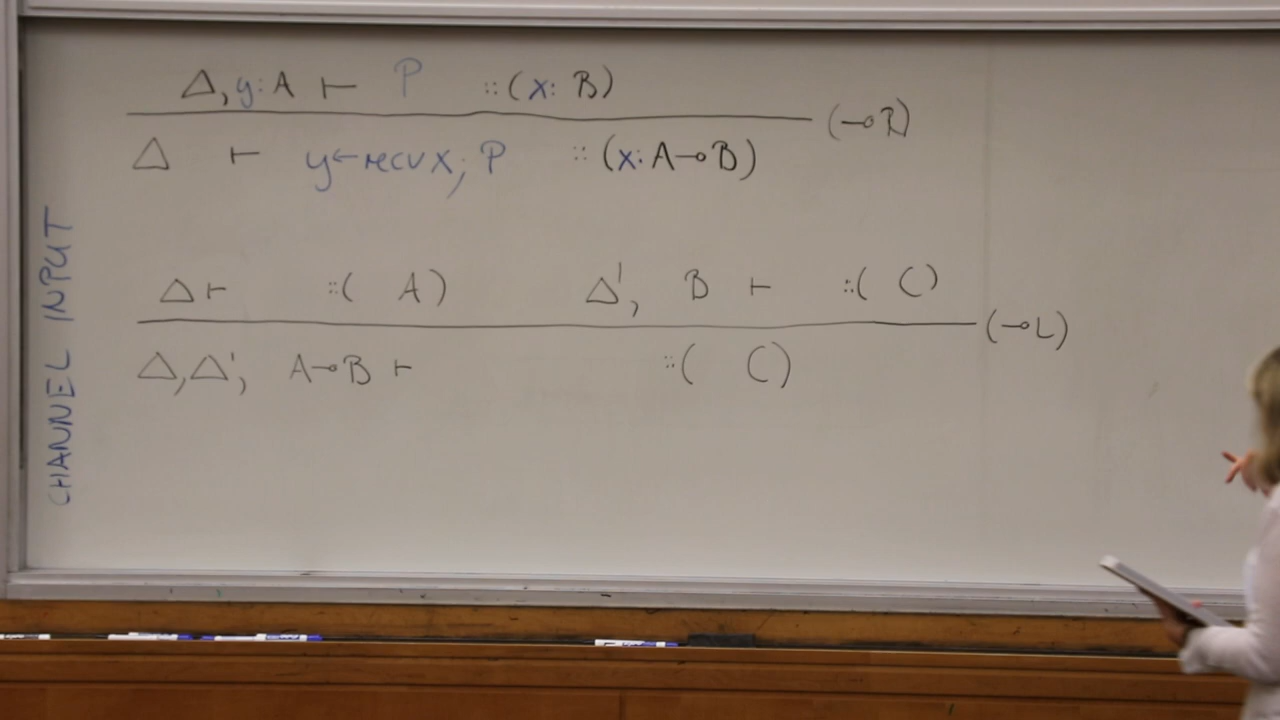 Δ, y: A ⊢ P :: (x: B)
(⊸R)
Δ ⊢ y ← recv x; P :: (x: A ⊸ B)
CHANNEL INPUT
Δ ⊢ :: ( A) Δ', B ⊢ :: ( C)
(⊸L)
Δ, Δ', A ⊸ B ⊢ :: ( C)